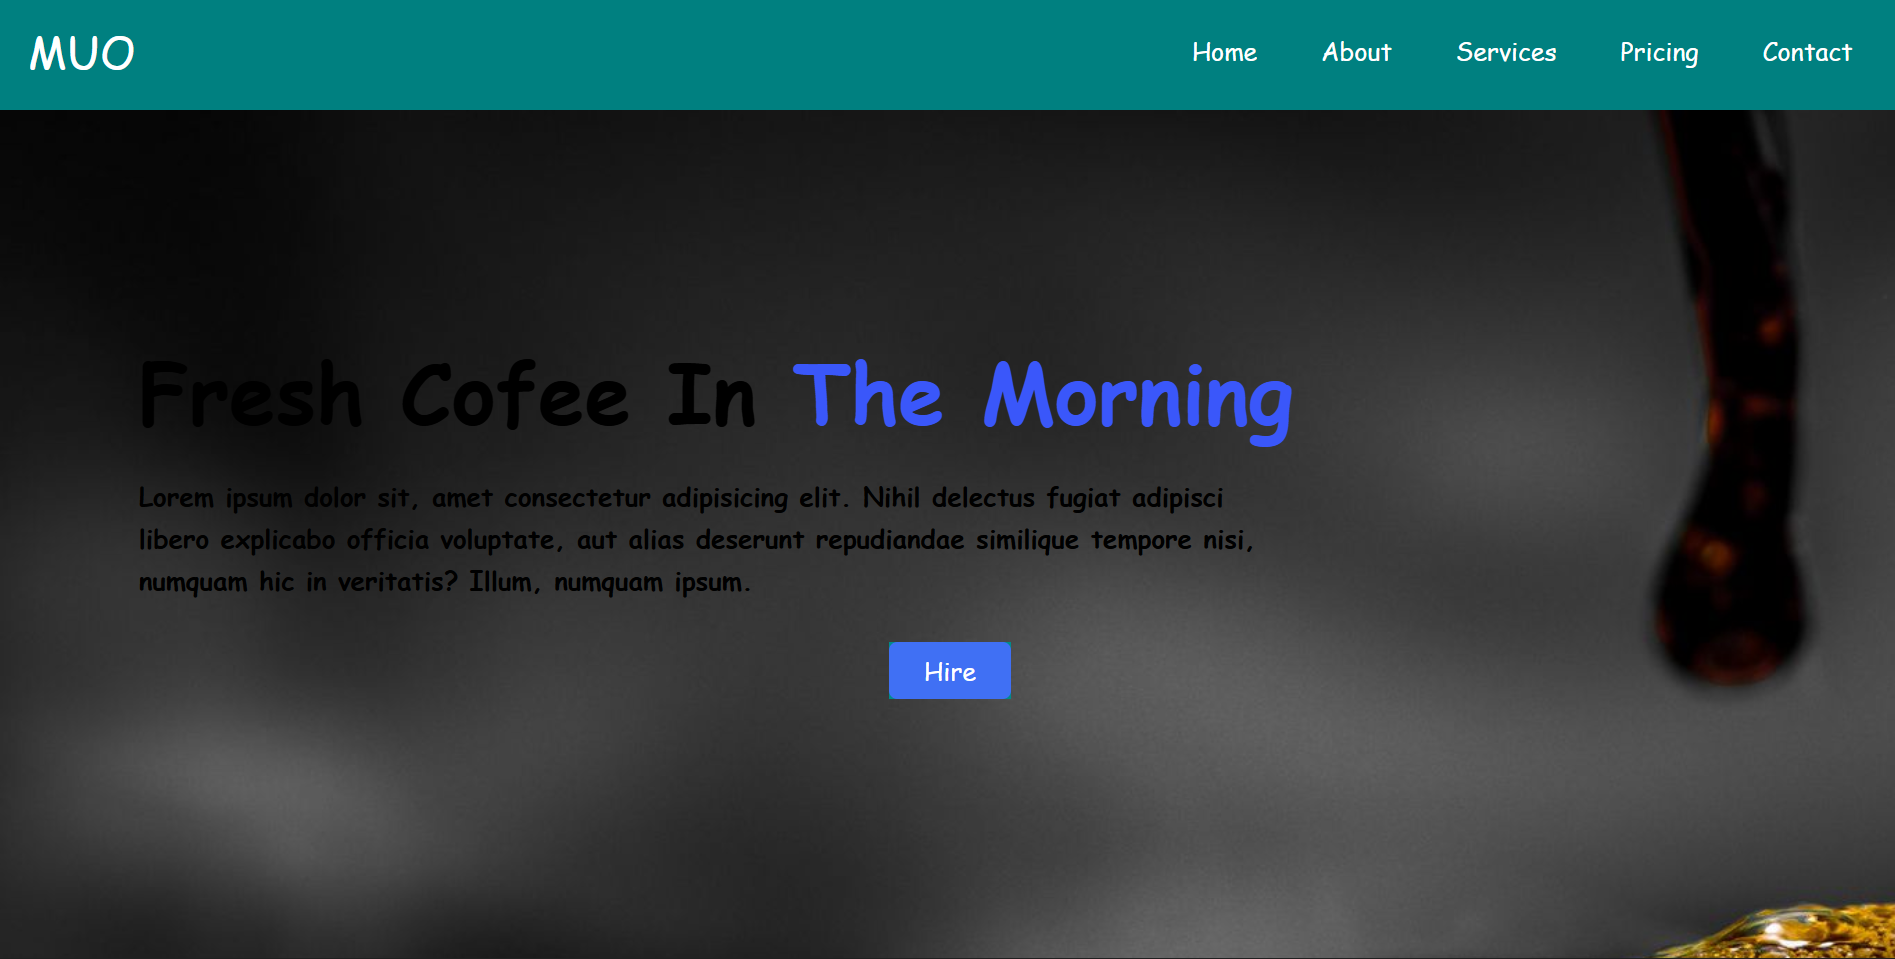 MUO
Home About Services Pricing Contact
Fresh Cofee In The Morning
Lorem ipsum dolor sit, amet consectetur adipisicing elit. Nihil delectus fugiat adipisci
libero explicabo officia voluptate, aut alias deserunt repudiandae similique tempore nisi,
numquam hic in veritatis? Illum, numquam ipsum.
Hire